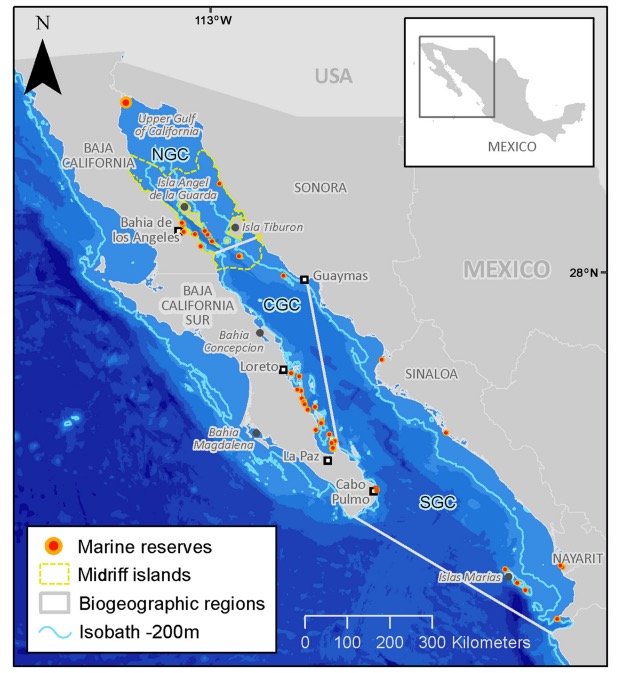 N
113°W
USA
Upper Gulf
of California
NGC
BAJA
CALIFORNIA
Isla Angel
de la Guarda
SONORA
Bahia de
los Angeles
Isla Tiburon
MEXICO
MEXICO
28°N
Guaymas
BAJA
CALIFORNIA
SUR
CGC
Bahia
Concepcion
Loreto
SINALOA
Bahia
Magdalena
La Paz
Cabo
Pulmo
SGC
NAYARIT
Islas Marias
Marine reserves
Midriff islands
Biogeographic regions
Isobath -200m
0 100 200 300 Kilometers